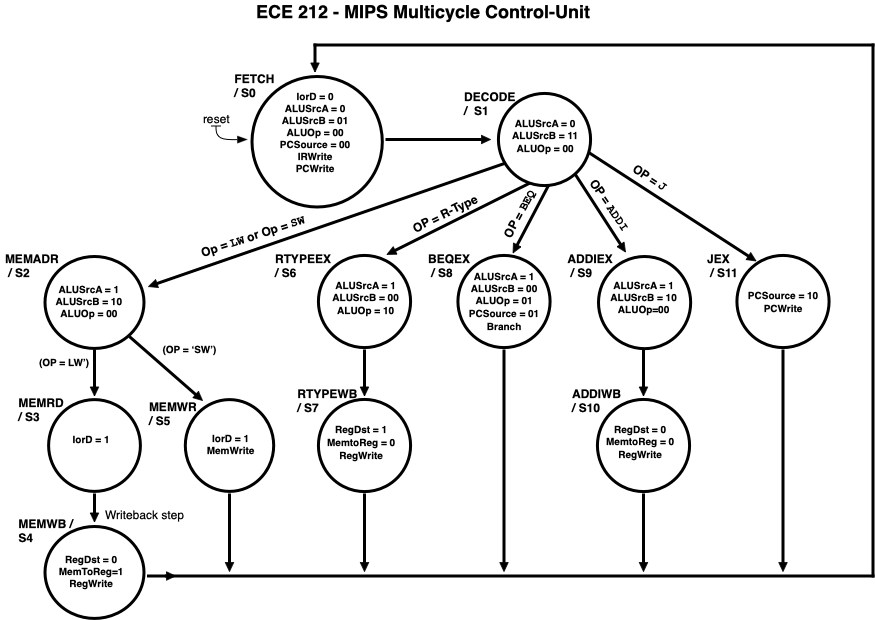 ECE 212 - MIPS Multicycle Control-Unit
FETCH
/ S0
IorD = 0
ALUSrcA = 0
ALUSrcB = 01
ALUOp = 00
PCSource = 00
IRWrite
PCWrite
reset
DECODE
/ S1
ALUSrcA = 0
ALUSrcB = 11
ALUOp = 00
Op = LW or Op = SW
OP = R-Type
OP = BEQ
OP = ADDI
OP = J
MEMADR
/ S2
ALUSrcA = 1
ALUSrcB = 10
ALUOp = 00
RTYPEEX
/ S6
ALUSrcA = 1
ALUSrcB = 00
ALUOp = 10
BEQEX
/ S8
ALUSrcA = 1
ALUSrcB = 00
ALUOp = 01
PCSource = 01
Branch
ADDIEX
/ S9
ALUSrcA = 1
ALUSrcB = 10
ALUOp=00
JEX
/ S11
PCSource = 10
PCWrite
(OP = LW')
(OP = ‘SW’)
MEMRD
/ S3
IorD = 1
MEMWR
/ S5
IorD = 1
MemWrite
RTYPEWB
/ S7
RegDst = 1
MemtoReg = 0
RegWrite
ADDIWB
/ S10
RegDst = 0
MemtoReg = 0
RegWrite
Writeback step
MEMWB /
S4
RegDst = 0
MemToReg=1
RegWrite